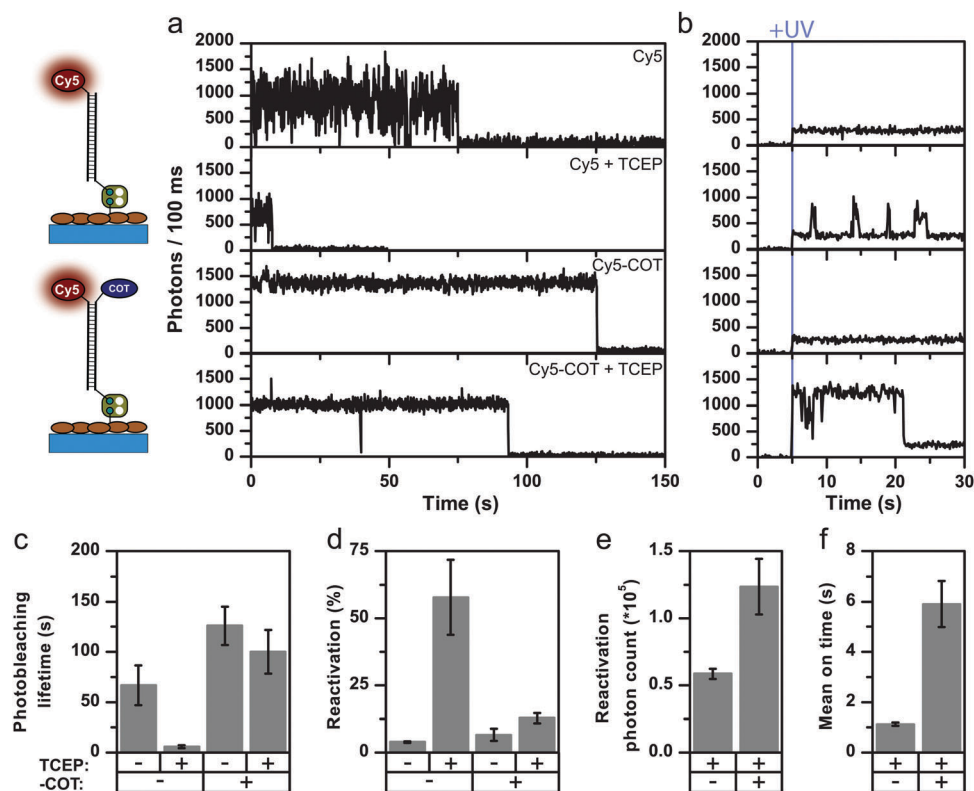 a
b
+UV
Cy5
2000
1500
1000
500
0
Cy5
Cy5 + TCEP
1500
1000
500
0
Cy5-COT
1500
1000
500
0
Cy5 COT
Cy5-COT + TCEP
1500
1000
500
0
Photons / 100 ms
0 50 100 150
Time (s)
2000
1500
1000
500
0
1500
1000
500
0
1500
1000
500
0
1500
1000
500
0
0 10 20 30
Time (s)
c
Photobleaching
lifetime (s)
200
150
100
50
0
d
Reactivation (%)
75
50
25
0
e
Reactivation
photon count (*10⁵)
1.5
1.0
0.5
0.0
f
Mean on time (s)
8
6
4
2
0
TCEP: - + - + - + - + + + + +
-COT: - + - + - + - +